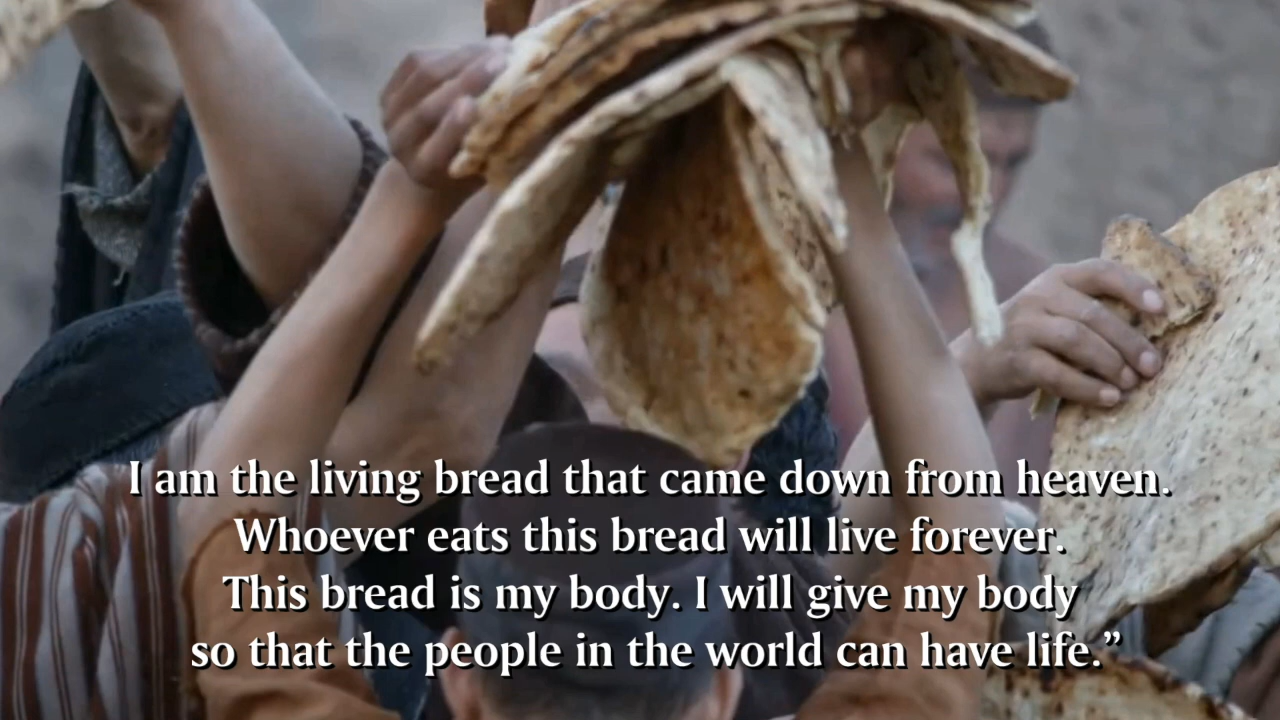 I am the living bread that came down from heaven.
Whoever eats this bread will live forever.
This bread is my body. I will give my body
so that the people in the world can have life.”